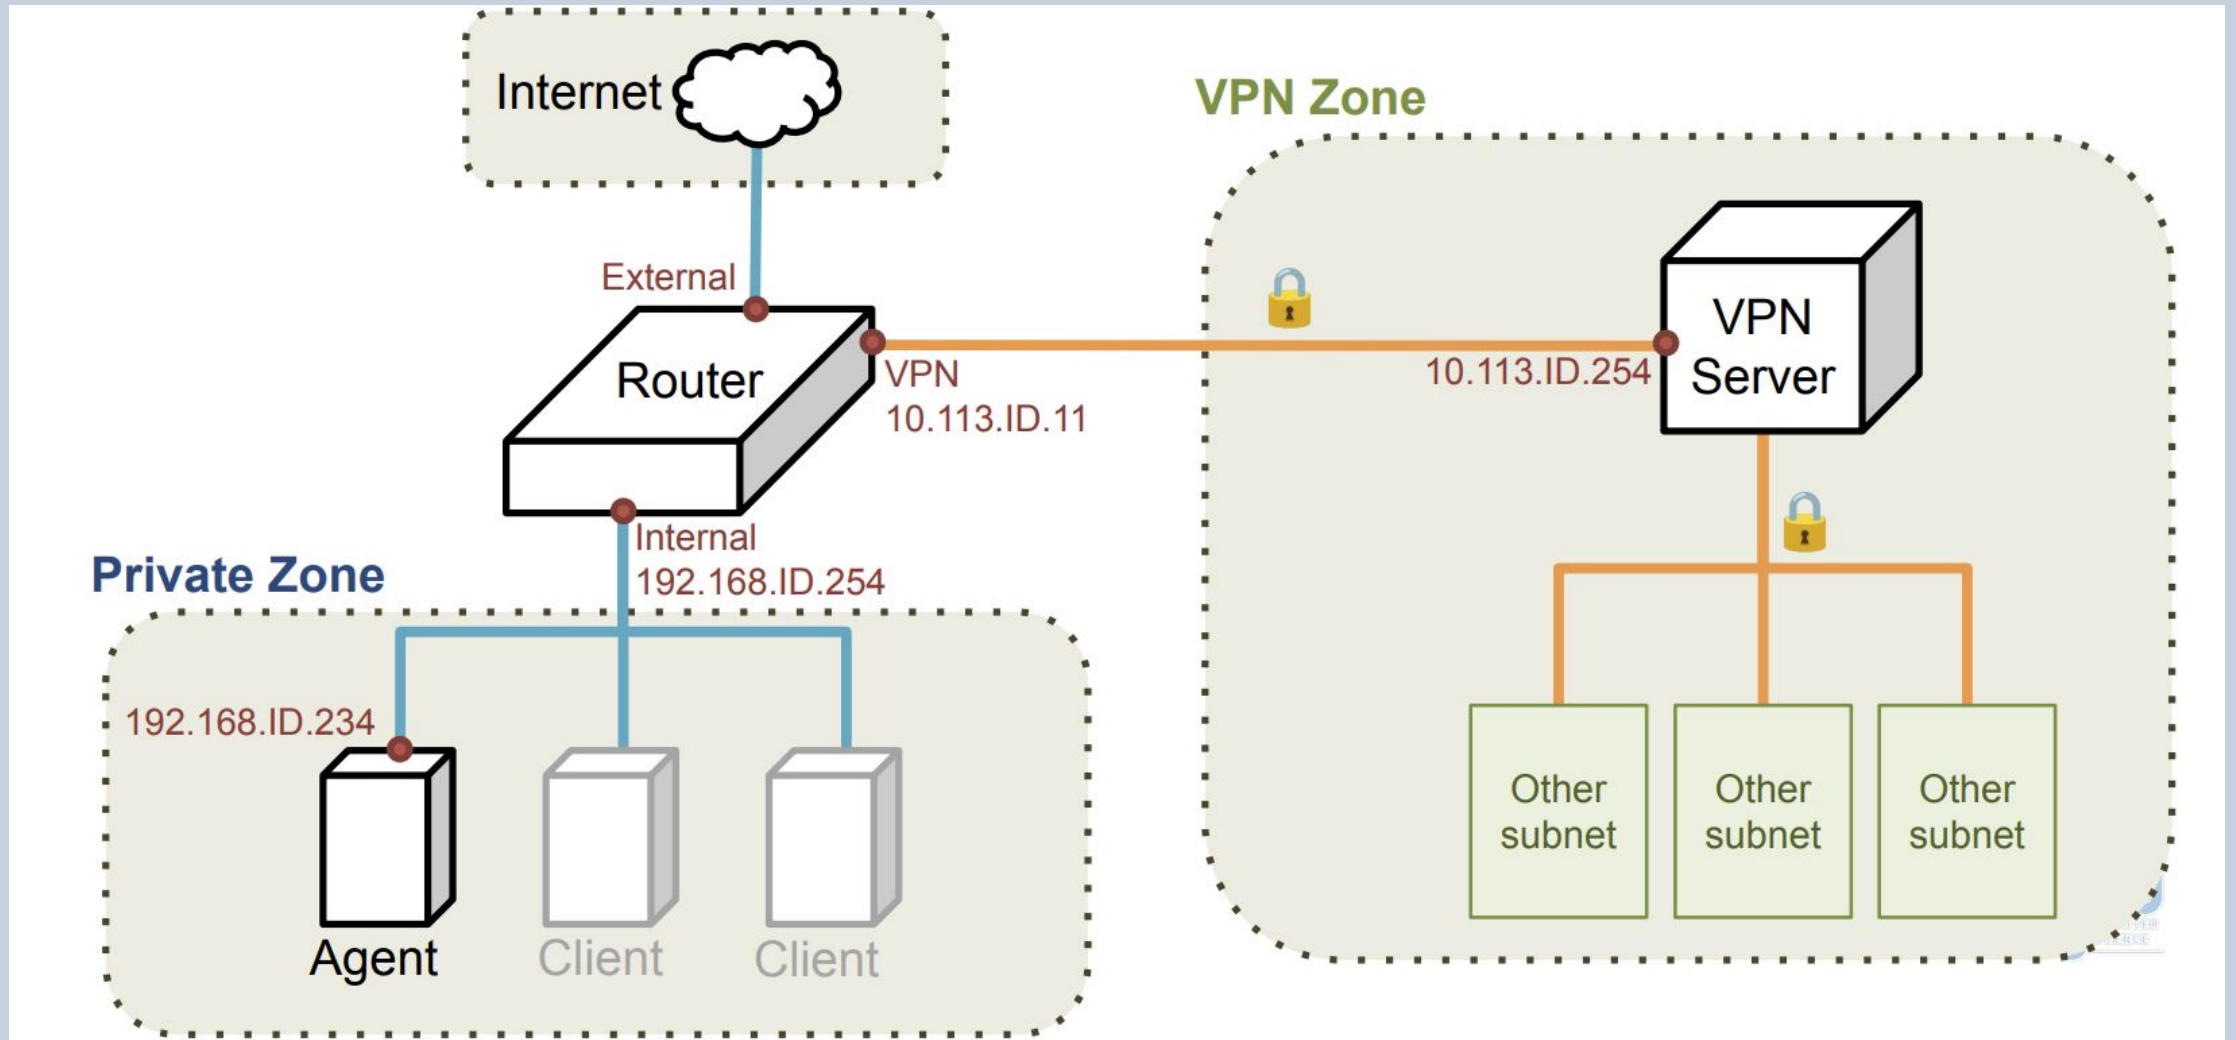 Internet
VPN Zone
External
Router
VPN
10.113.ID.11
10.113.ID.254
VPN
Server
Internal
192.168.ID.254
Private Zone
192.168.ID.234
Agent
Client
Client
Other
subnet
Other
subnet
Other
subnet